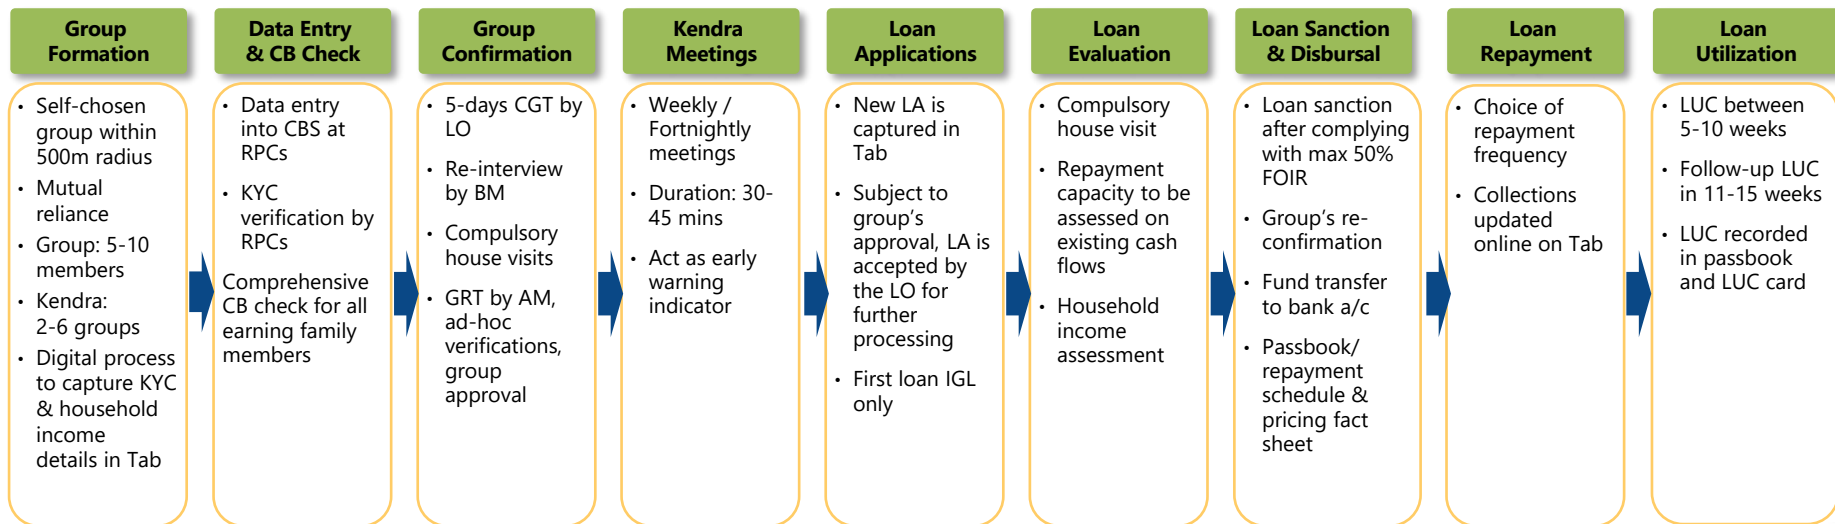 Group
Formation
• Self-chosen
group within
500m radius
• Mutual
reliance
• Group: 5-10
members
• Kendra:
2-6 groups
• Digital process
to capture KYC
& household
income
details in Tab
Data Entry
& CB Check
• Data entry
into CBS at
RPCs
• KYC
verification by
RPCs
Comprehensive
CB check for all
earning family
members
Group
Confirmation
• 5-days CGT by
LO
• Re-interview
by BM
• Compulsory
house visits
• GRT by AM,
ad-hoc
verifications,
group
approval
Kendra
Meetings
• Weekly /
Fortnightly
meetings
• Duration: 30-
45 mins
• Act as early
warning
indicator
Loan
Applications
• New LA is
captured in
Tab
• Subject to
group's
approval, LA is
accepted by
the LO for
further
processing
• First loan IGL
only
Loan
Evaluation
• Compulsory
house visit
• Repayment
capacity to be
assessed on
existing cash
flows
• Household
income
assessment
Loan Sanction
& Disbursal
• Loan sanction
after complying
with max 50%
FOIR
• Group's re-
confirmation
• Fund transfer
to bank a/c
• Passbook/
repayment
schedule &
pricing fact
sheet
Loan
Repayment
• Choice of
repayment
frequency
• Collections
updated
online on Tab
Loan
Utilization
• LUC between
5-10 weeks
• Follow-up LUC
in 11-15 weeks
• LUC recorded
in passbook
and LUC card